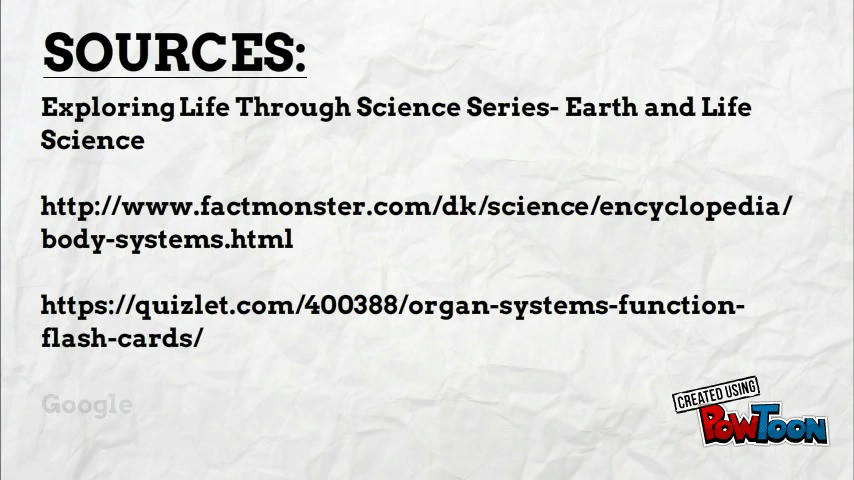 SOURCES:
Exploring Life Through Science Series- Earth and Life
Science
http://www.factmonster.com/dk/science/encyclopedia/
body-systems.html
https://quizlet.com/400388/organ-systems-function-
flash-cards/
Google
CREATED USING
POWTOON